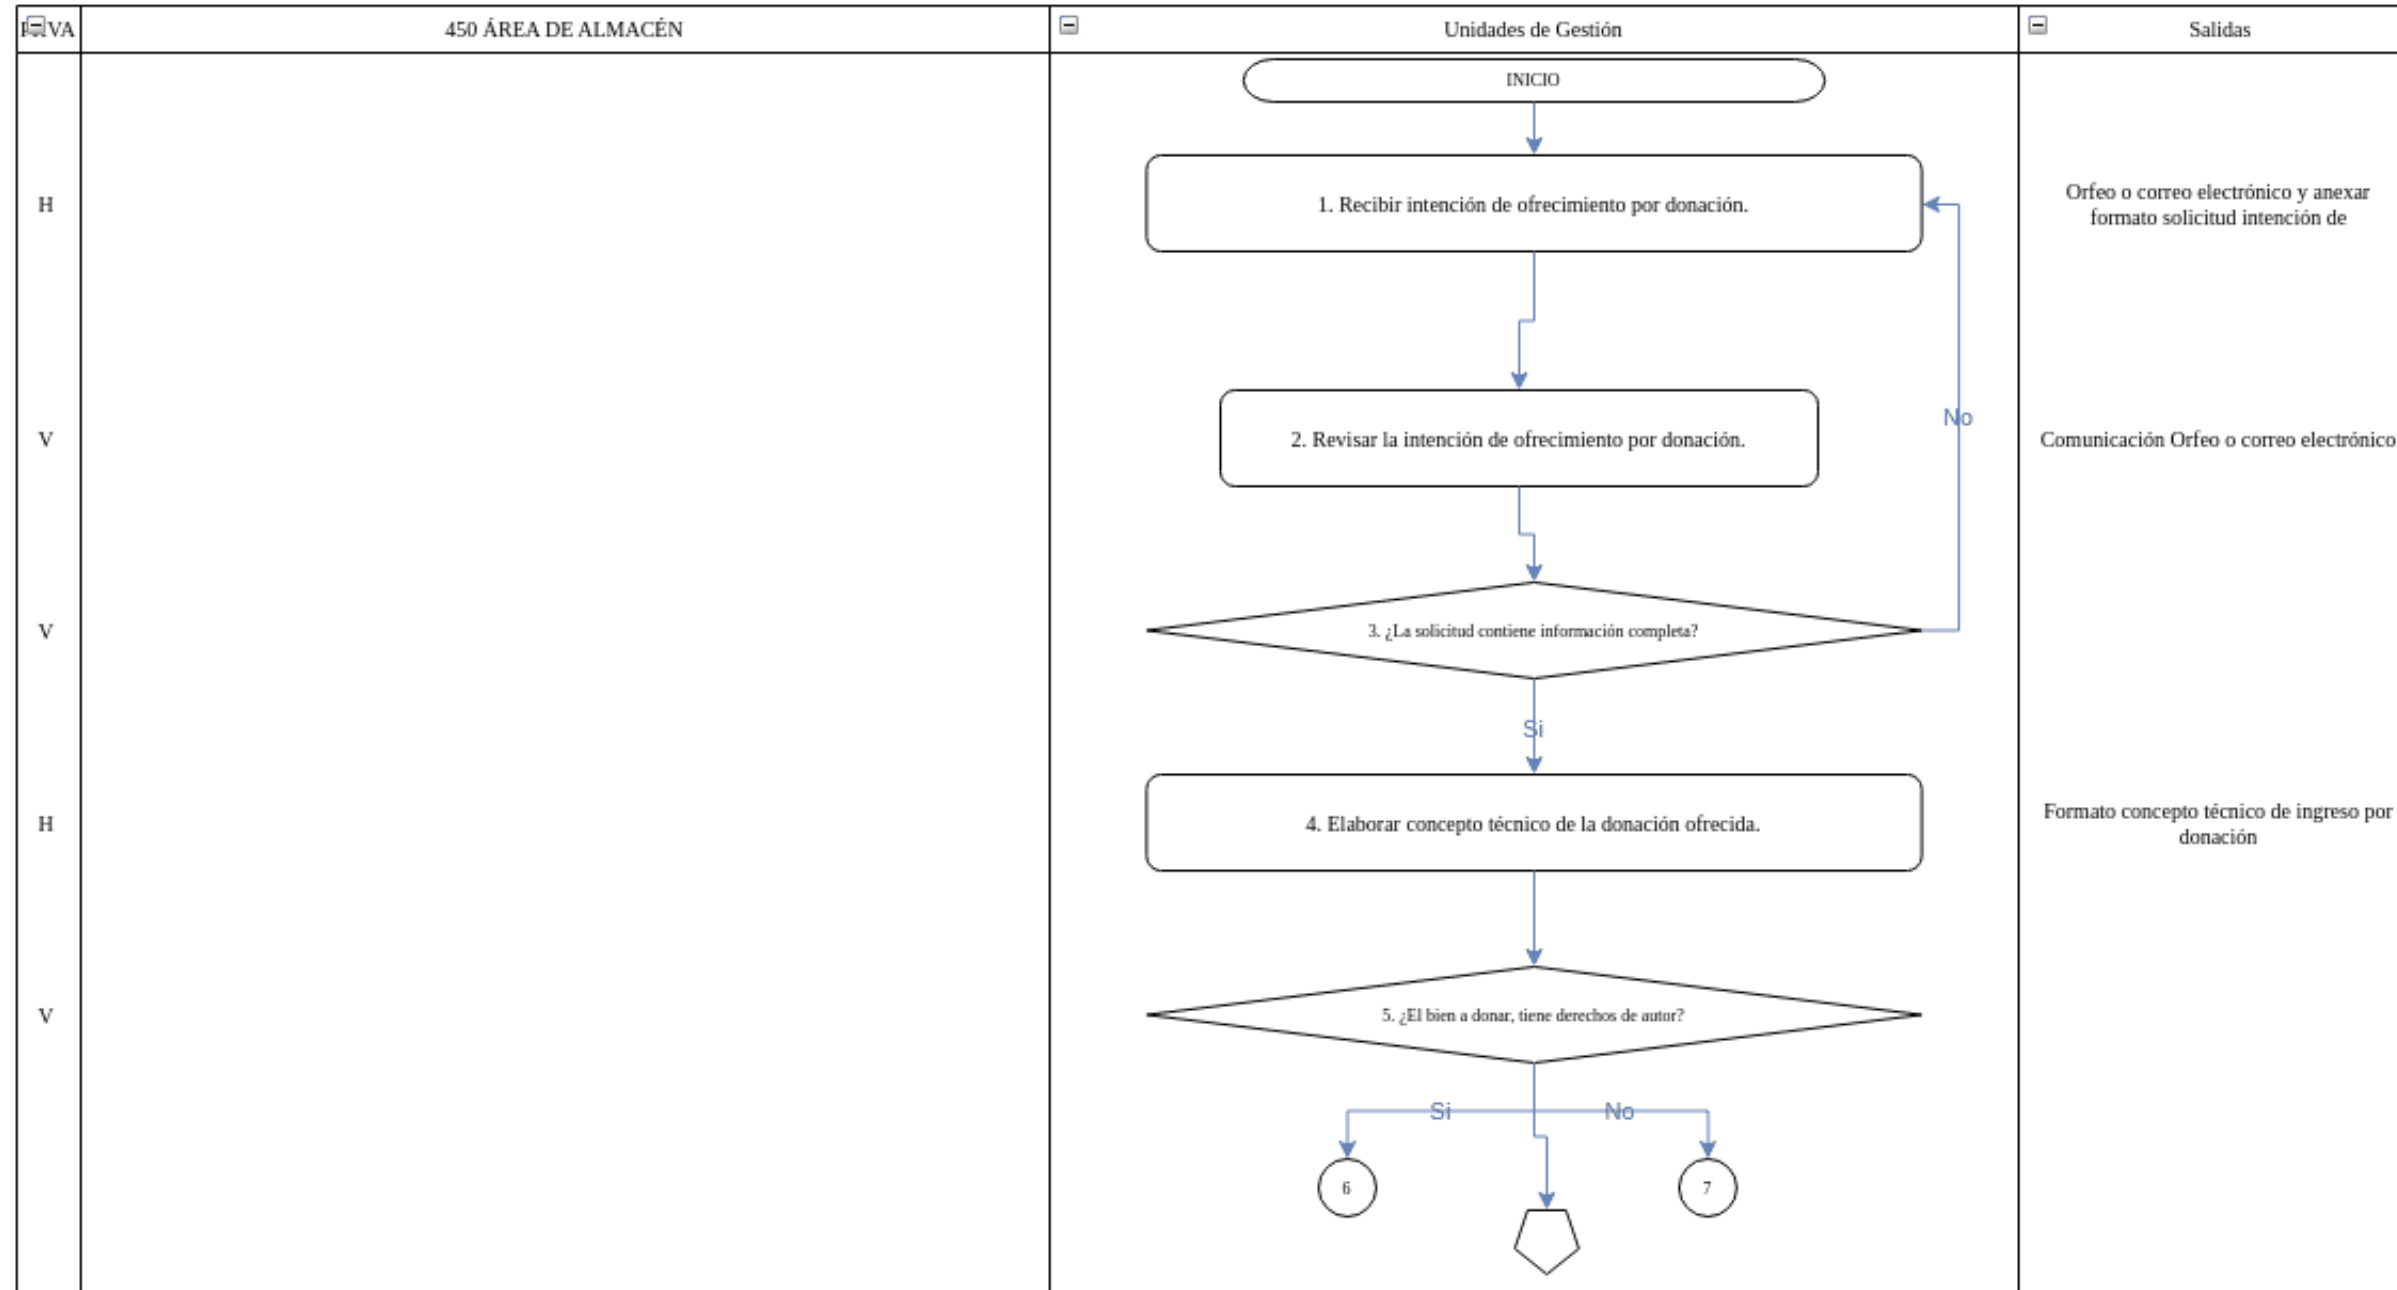 450 ÁREA DE ALMACÉN
Unidades de Gestión
Salidas
INICIO
H
1. Recibir intención de ofrecimiento por donación.
Orfeo o correo electrónico y anexar
formato solicitud intención de
No
V
2. Revisar la intención de ofrecimiento por donación.
Comunicación Orfeo o correo electrónico
V
3. ¿La solicitud contiene información completa?
Si
H
4. Elaborar concepto técnico de la donación ofrecida.
Formato concepto técnico de ingreso por
donación
V
5. ¿El bien a donar, tiene derechos de autor?
Si
No
6
7